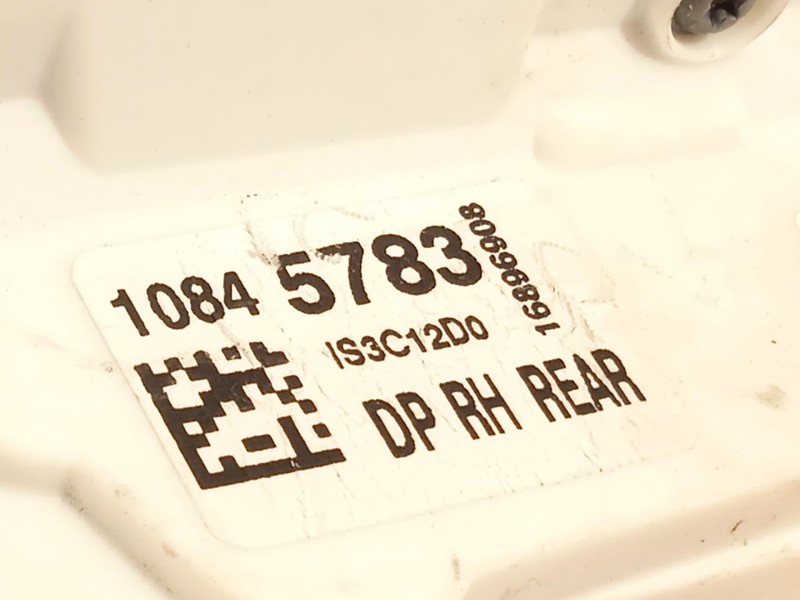 1084 5783
16896908
IS3C12D0
DP RH REAR